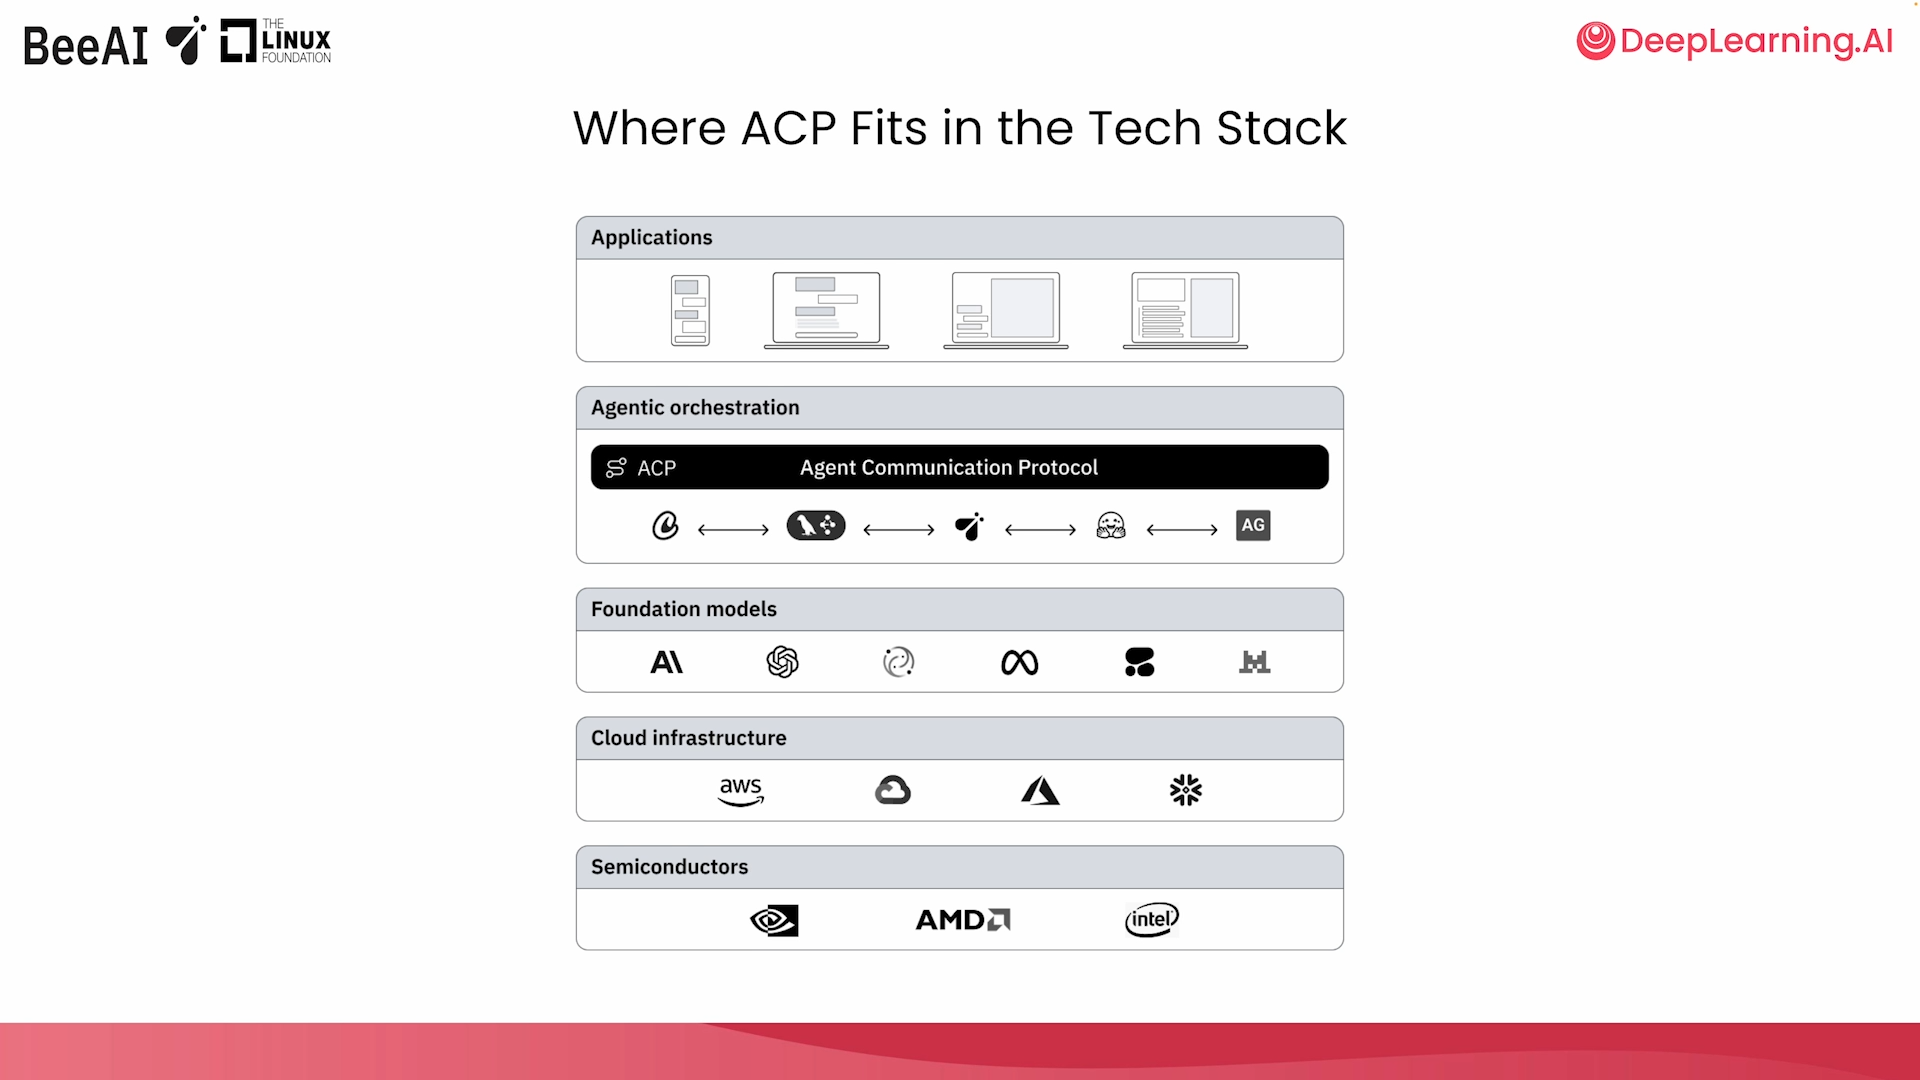 BeeAI
THE
LINUX
FOUNDATION
DeepLearning.AI
Where ACP Fits in the Tech Stack
Applications
Agentic orchestration
ACP
Agent Communication Protocol
AG
Foundation models
A\
Cloud infrastructure
aws
Semiconductors
AMD
intel